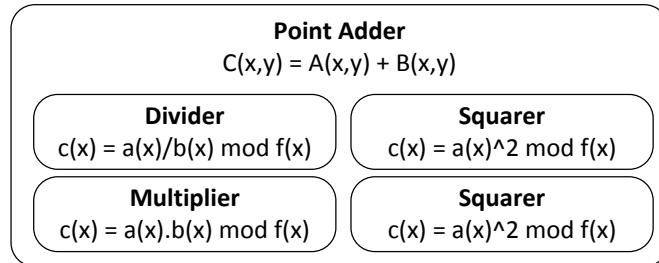 Point Adder
C(x,y) = A(x,y) + B(x,y)
Divider
c(x) = a(x)/b(x) mod f(x)
Squarer
c(x) = a(x)^2 mod f(x)
Multiplier
c(x) = a(x).b(x) mod f(x)
Squarer
c(x) = a(x)^2 mod f(x)